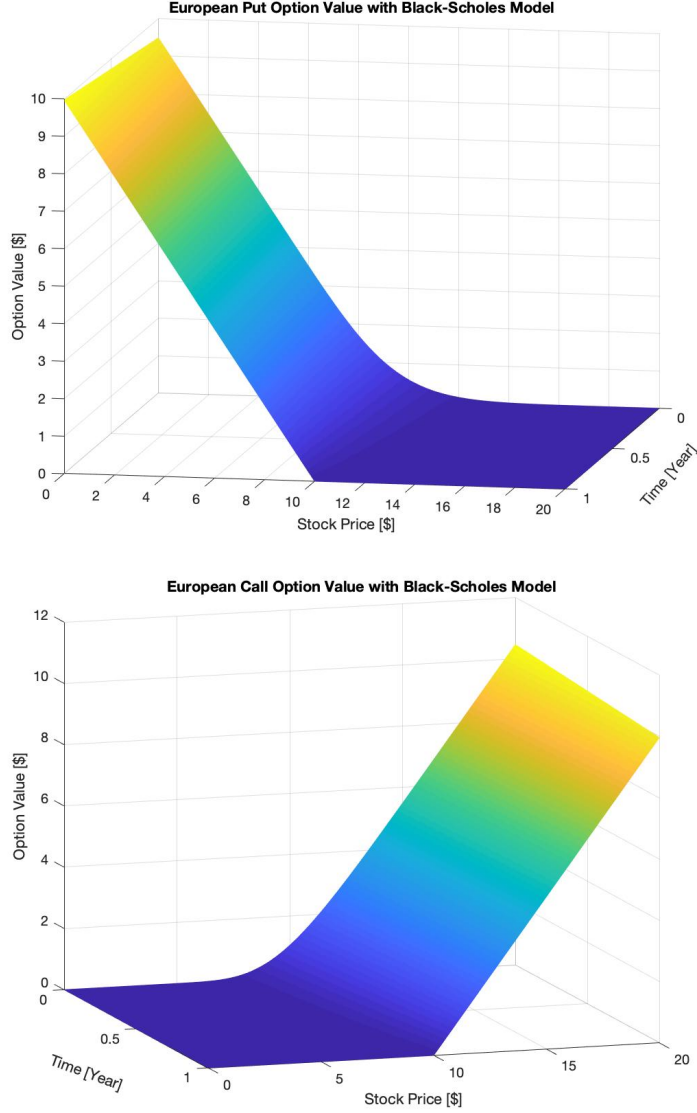 European Put Option Value with Black-Scholes Model
10
9
8
7
6
5
4
3
2
1
0
Option Value [$]
0 2 4 6 8 10 12 14 16 18 20
Stock Price [$]
0
0.5
1
Time [Year]
European Call Option Value with Black-Scholes Model
12
10
8
6
4
2
0
Option Value [$]
0
0.5
1
Time [Year]
0 5 10 15 20
Stock Price [$]